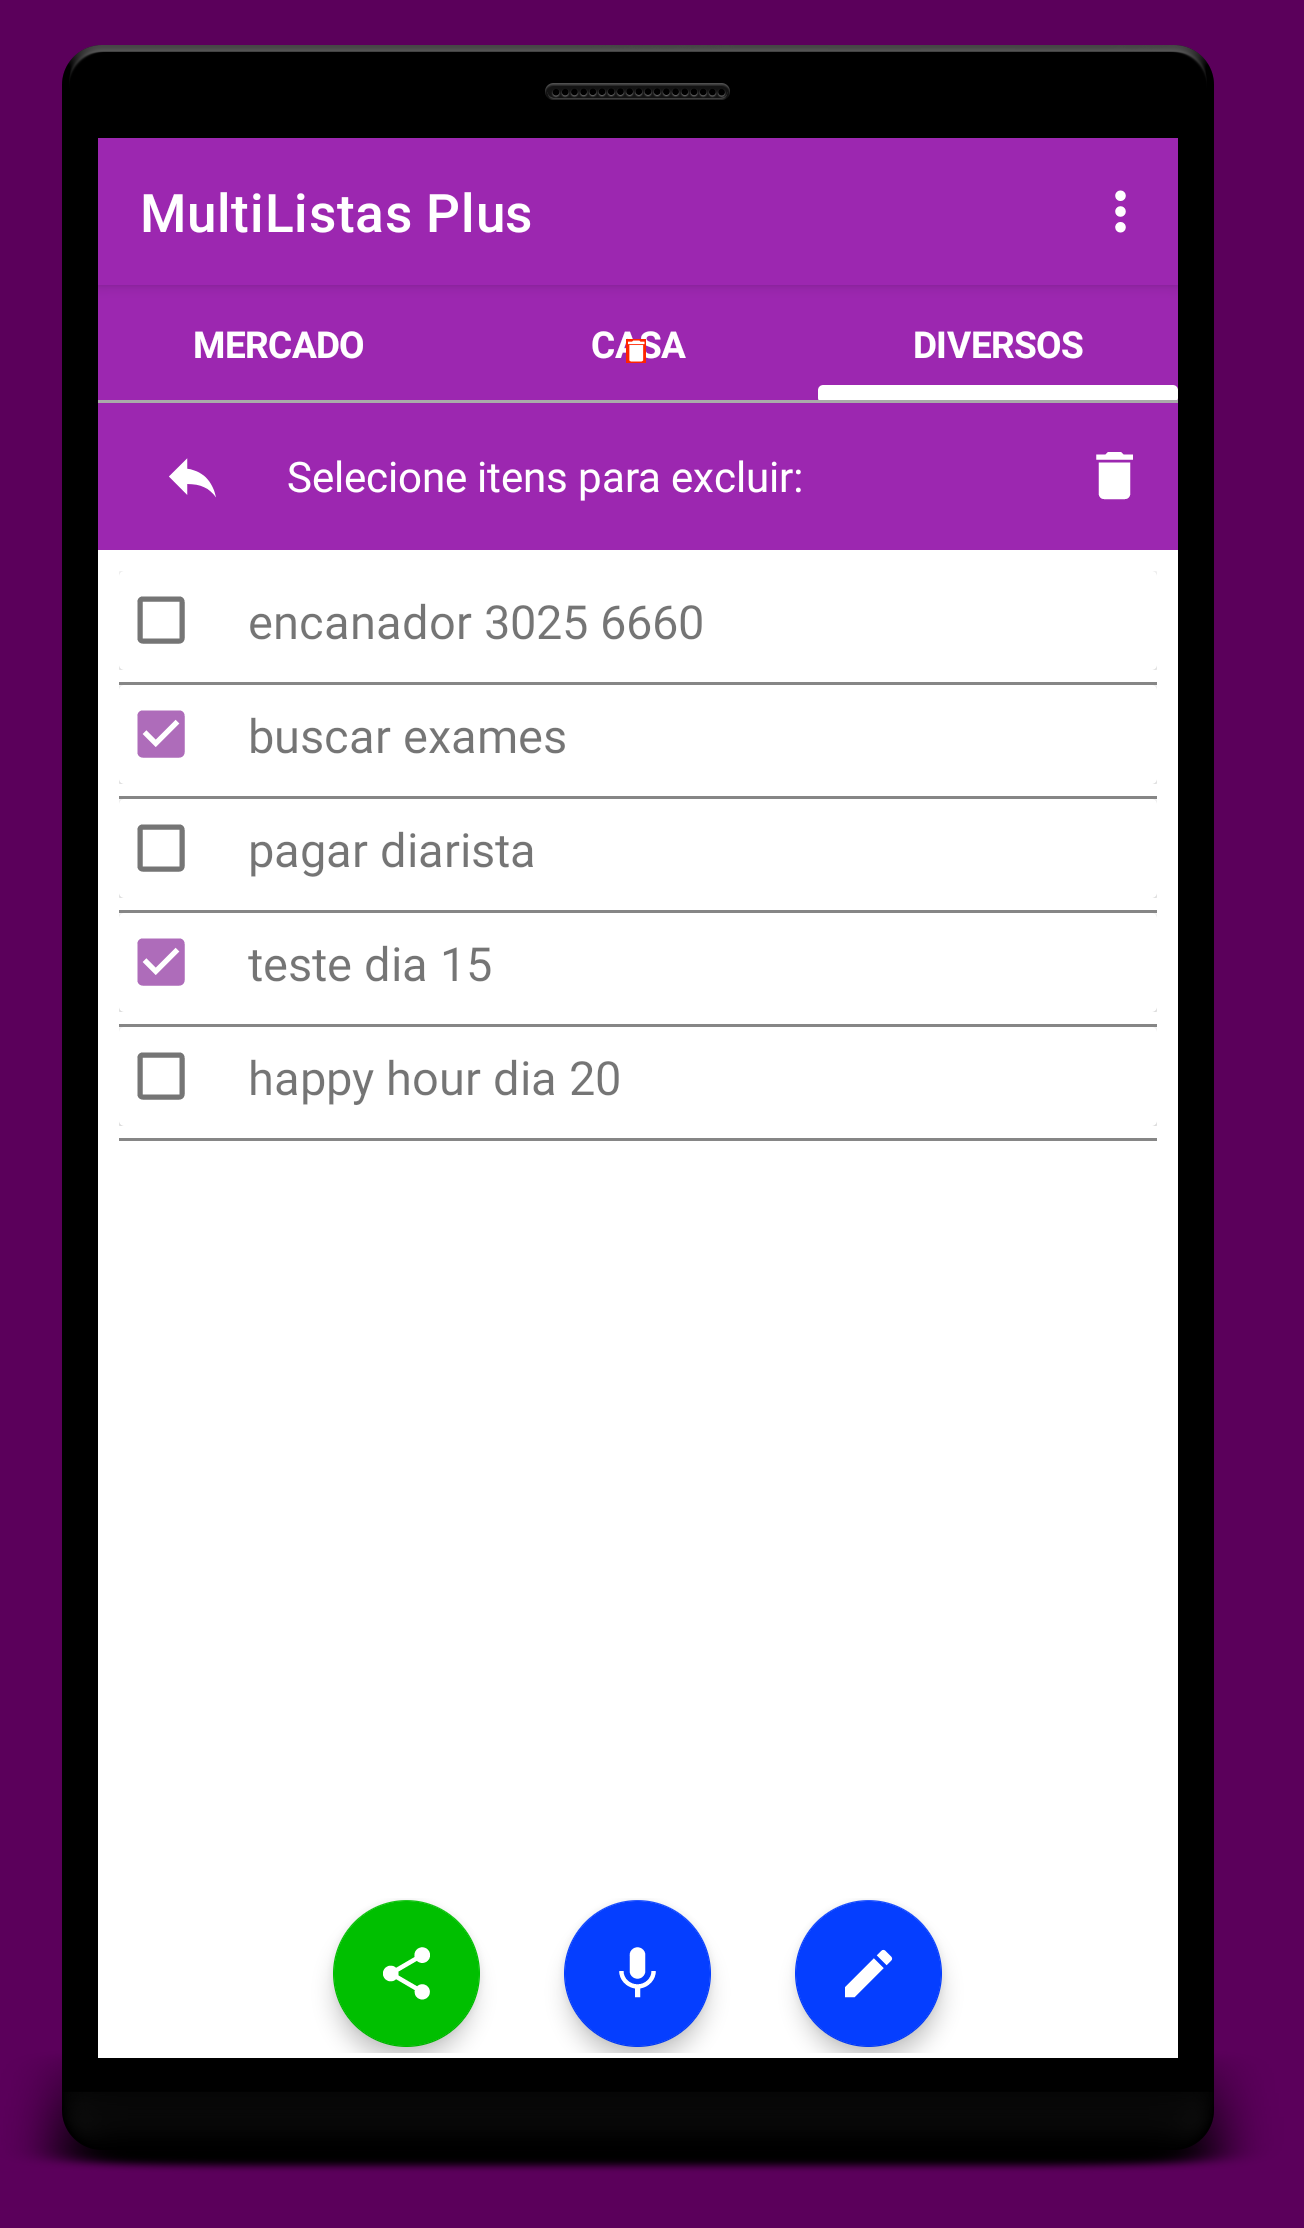 MultiListas Plus
MERCADO CASA DIVERSOS
Selecione itens para excluir:
encanador 3025 6660
buscar exames
pagar diarista
teste dia 15
happy hour dia 20